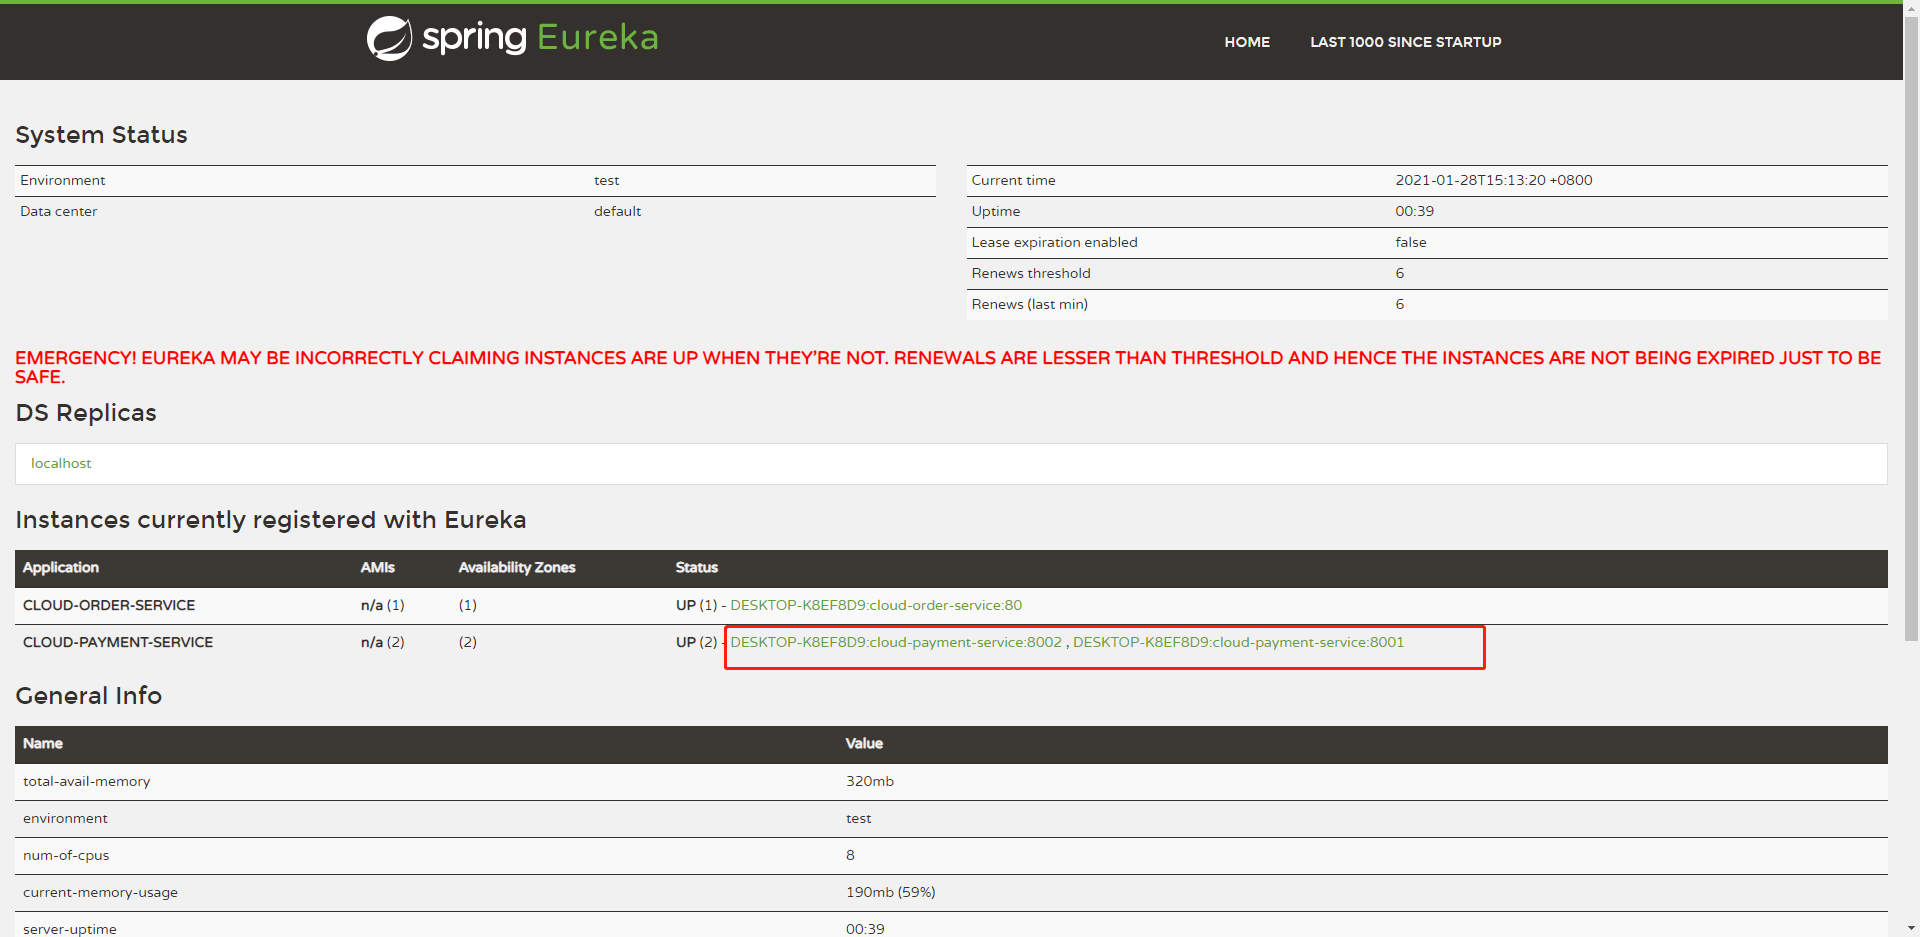 spring Eureka HOME LAST 1000 SINCE STARTUP
System Status
Environment test
Data center default
Current time 2021-01-28T15:13:20 +0800
Uptime 00:39
Lease expiration enabled false
Renews threshold 6
Renews (last min) 6
EMERGENCY! EUREKA MAY BE INCORRECTLY CLAIMING INSTANCES ARE UP WHEN THEY'RE NOT. RENEWALS ARE LESSER THAN THRESHOLD AND HENCE THE INSTANCES ARE NOT BEING EXPIRED JUST TO BE
SAFE.
DS Replicas
localhost
Instances currently registered with Eureka
Application AMIs Availability Zones Status
CLOUD-ORDER-SERVICE n/a (1) (1) UP (1) - DESKTOP-K8EF8D9:cloud-order-service:80
CLOUD-PAYMENT-SERVICE n/a (2) (2) UP (2) - DESKTOP-K8EF8D9:cloud-payment-service:8002 , DESKTOP-K8EF8D9:cloud-payment-service:8001
General Info
Name Value
total-avail-memory 320mb
environment test
num-of-cpus 8
current-memory-usage 190mb (59%)
server-uptime 00:39